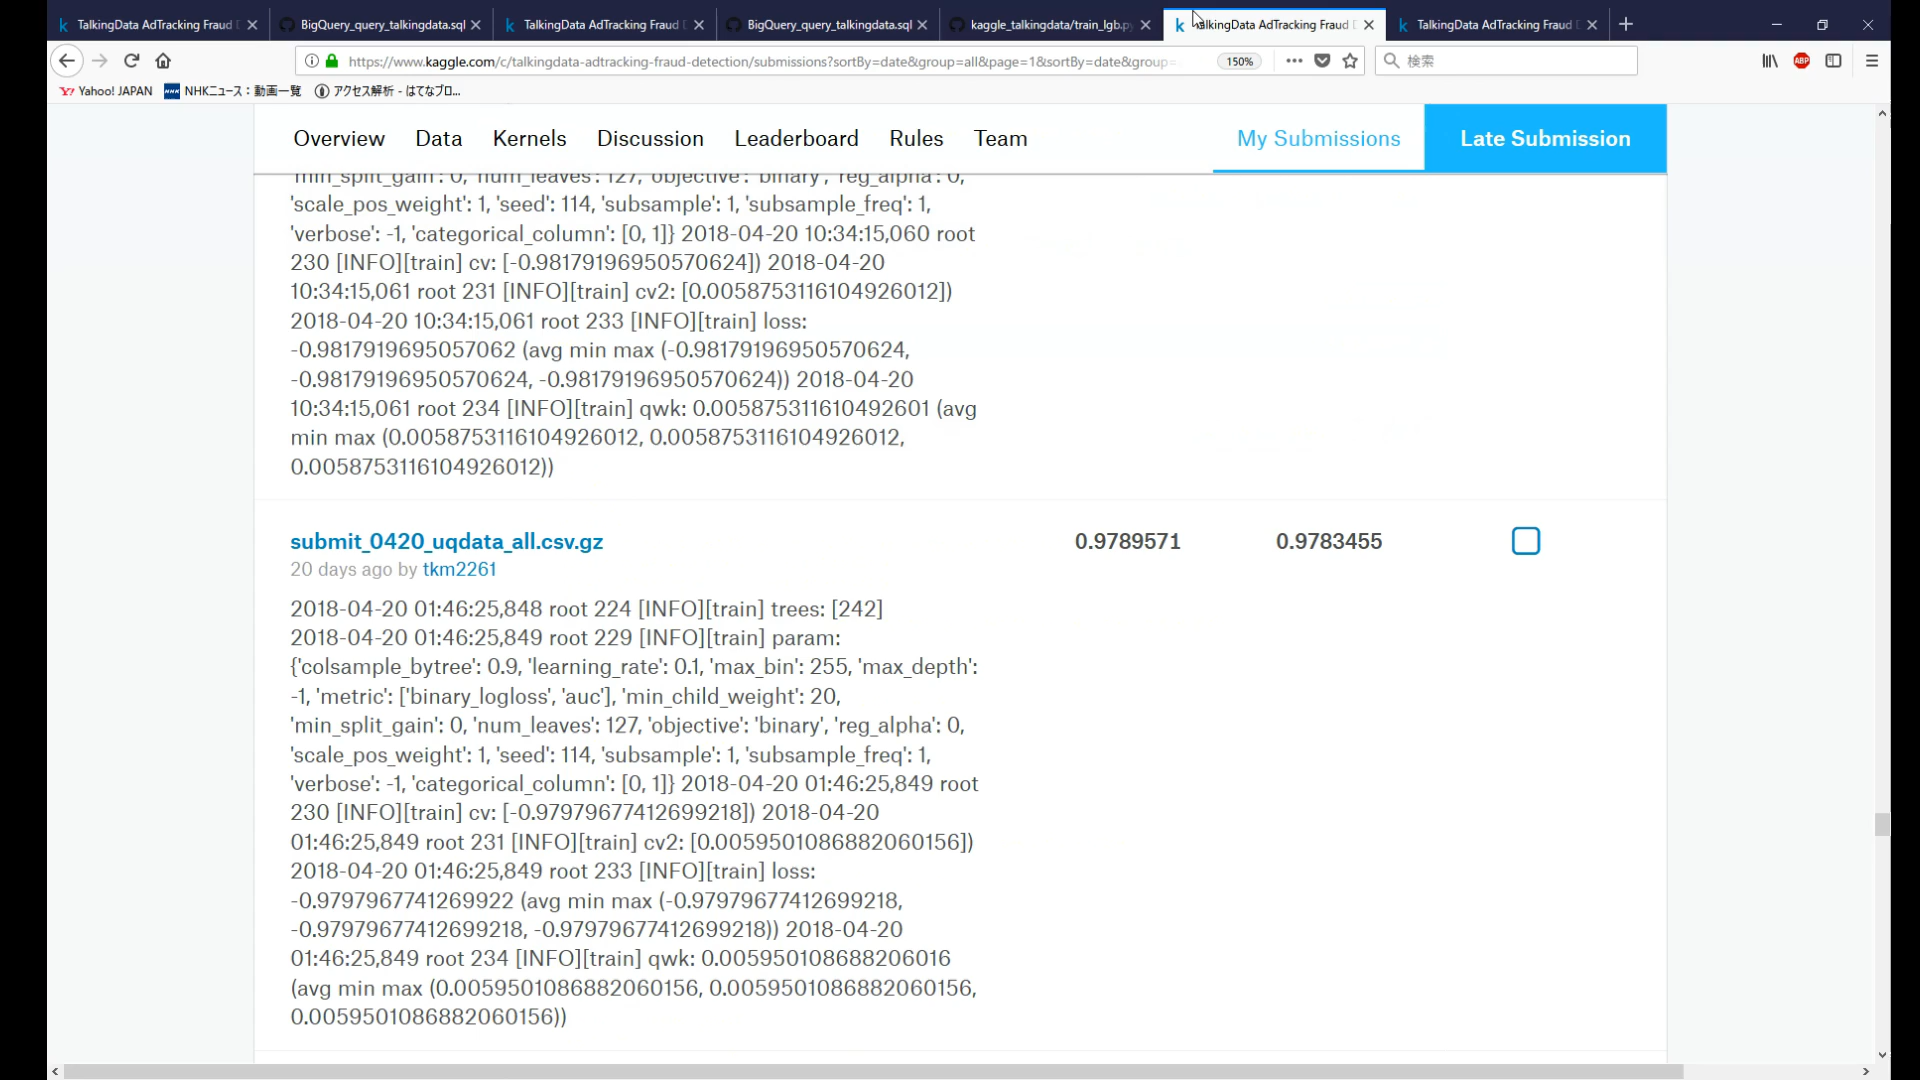 TalkingData AdTracking Fraud D
BigQuery_query_talkingdata.sql
TalkingData AdTracking Fraud D
BigQuery_query_talkingdata.sql
kaggle_talkingdata/train_lgb.py
TalkingData AdTracking Fraud D
TalkingData AdTracking Fraud D
https://www.kaggle.com/c/talkingdata-adtracking-fraud-detection/submissions?sortBy=date&group=all&page=1&sortBy=date&group=
150%
検索
Yahoo! JAPAN
NHKニュース：動画一覧
アクセス解析 - はてなブロ...
Overview
Data
Kernels
Discussion
Leaderboard
Rules
Team
My Submissions
Late Submission
'min_split_gain': 0, 'num_leaves': 127, 'objective': 'binary', 'reg_alpha': 0,
'scale_pos_weight': 1, 'seed': 114, 'subsample': 1, 'subsample_freq': 1,
'verbose': -1, 'categorical_column': [0, 1]} 2018-04-20 10:34:15,060 root
230 [INFO][train] cv: [-0.98179196950570624]) 2018-04-20
10:34:15,061 root 231 [INFO][train] cv2: [0.0058753116104926012])
2018-04-20 10:34:15,061 root 233 [INFO][train] loss:
-0.9817919695057062 (avg min max (-0.98179196950570624,
-0.98179196950570624, -0.98179196950570624)) 2018-04-20
10:34:15,061 root 234 [INFO][train] qwk: 0.005875311610492601 (avg
min max (0.0058753116104926012, 0.0058753116104926012,
0.0058753116104926012))
submit_0420_uqdata_all.csv.gz
0.9789571
0.9783455
20 days ago by tkm2261
2018-04-20 01:46:25,848 root 224 [INFO][train] trees: [242]
2018-04-20 01:46:25,849 root 229 [INFO][train] param:
{'colsample_bytree': 0.9, 'learning_rate': 0.1, 'max_bin': 255, 'max_depth':
-1, 'metric': ['binary_logloss', 'auc'], 'min_child_weight': 20,
'min_split_gain': 0, 'num_leaves': 127, 'objective': 'binary', 'reg_alpha': 0,
'scale_pos_weight': 1, 'seed': 114, 'subsample': 1, 'subsample_freq': 1,
'verbose': -1, 'categorical_column': [0, 1]} 2018-04-20 01:46:25,849 root
230 [INFO][train] cv: [-0.97979677412699218]) 2018-04-20
01:46:25,849 root 231 [INFO][train] cv2: [0.0059501086882060156])
2018-04-20 01:46:25,849 root 233 [INFO][train] loss:
-0.9797967741269922 (avg min max (-0.97979677412699218,
-0.97979677412699218, -0.97979677412699218)) 2018-04-20
01:46:25,849 root 234 [INFO][train] qwk: 0.005950108688206016
(avg min max (0.0059501086882060156, 0.0059501086882060156,
0.0059501086882060156))